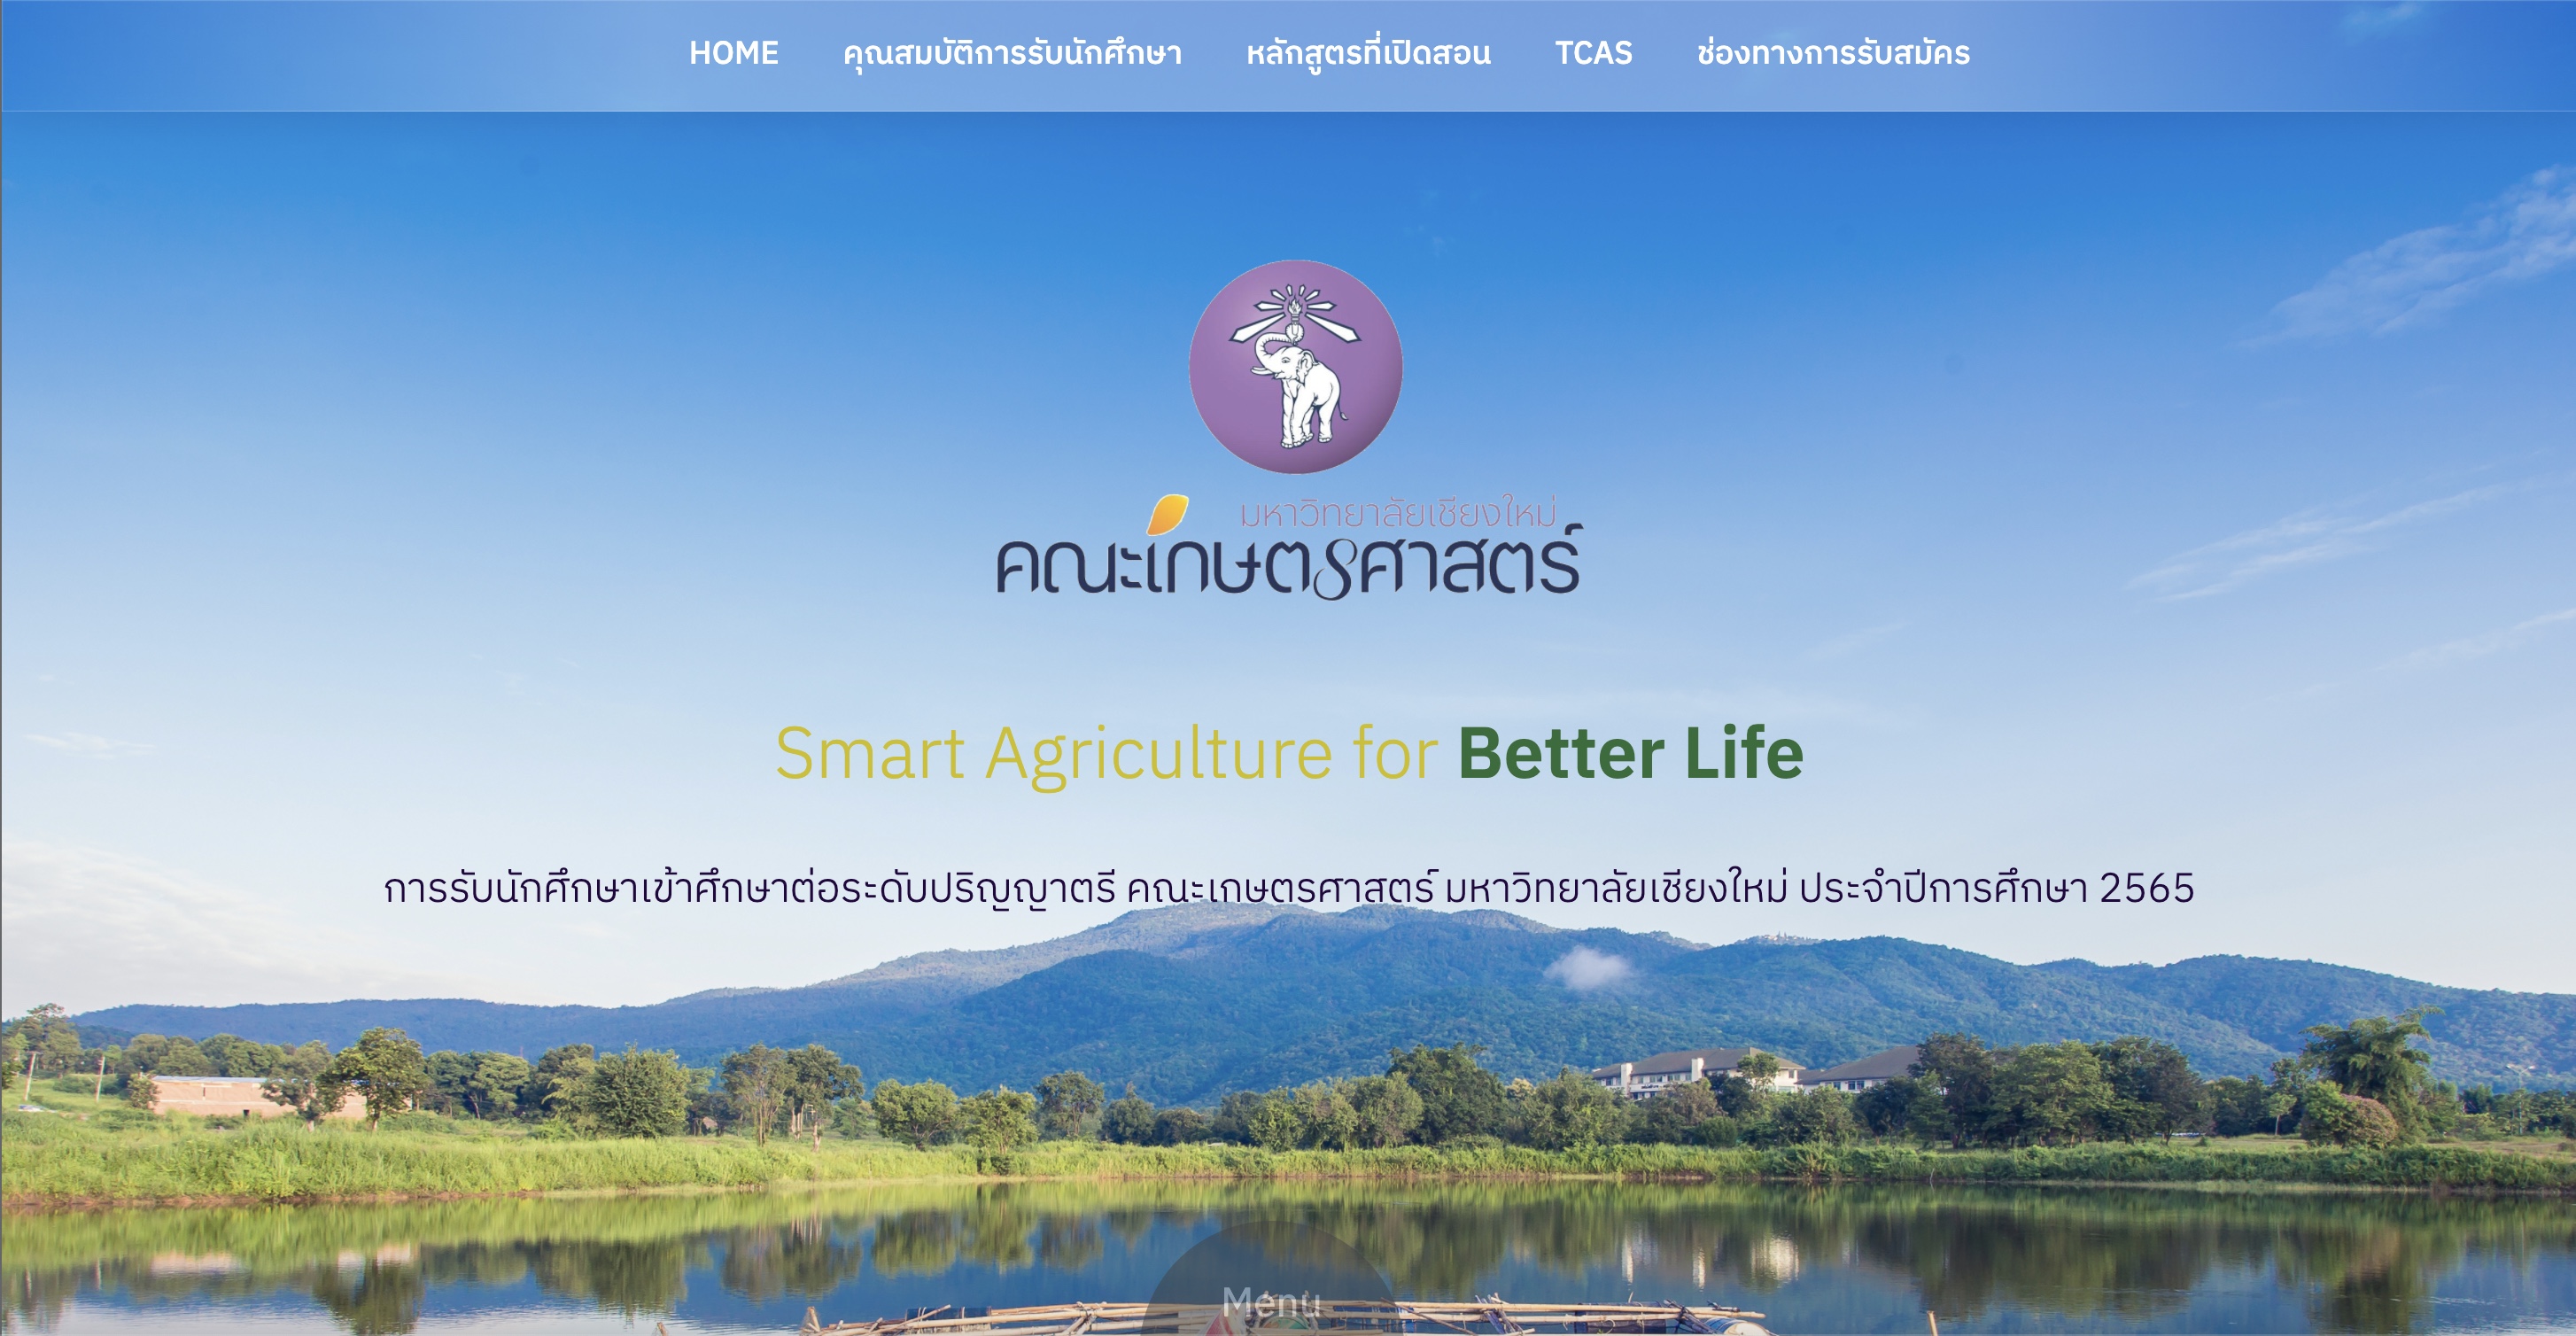 HOME คุณสมบัติการรับนักศึกษา หลักสูตรที่เปิดสอน TCAS ช่องทางการรับสมัคร
มหาวิทยาลัยเชียงใหม่
คณะเกษตรศาสตร์
Smart Agriculture for Better Life
การรับนักศึกษาเข้าศึกษาต่อระดับปริญญาตรี คณะเกษตรศาสตร์ มหาวิทยาลัยเชียงใหม่ ประจำปีการศึกษา 2565
Menu